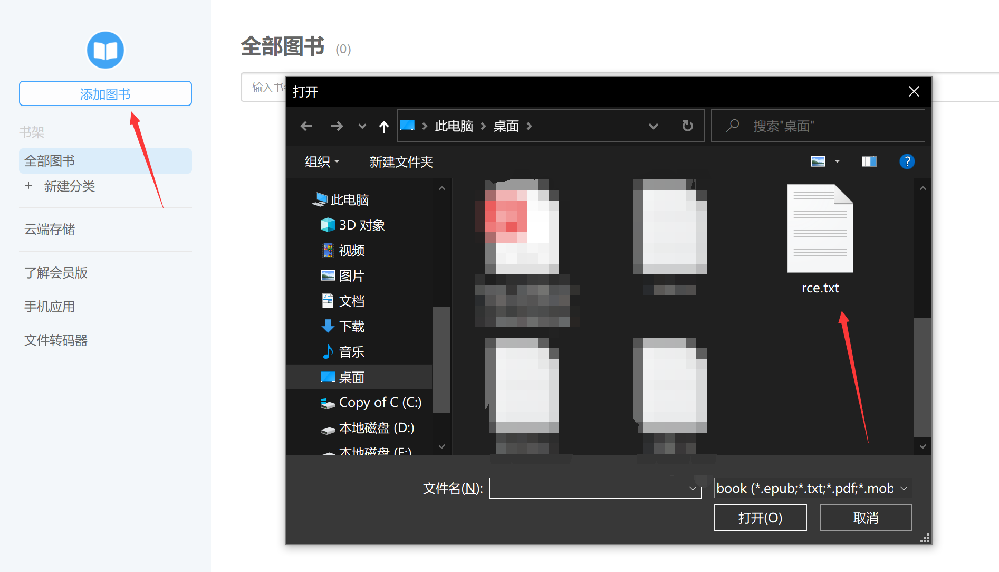 添加图书
书架
全部图书
+ 新建分类
云端存储
了解会员版
手机应用
文件转码器
全部图书 (0)
输入书
打开
此电脑 桌面
搜索"桌面"
组织
新建文件夹
?
此电脑
3D 对象
视频
图片
文档
下载
音乐
桌面
Copy of C (C:)
本地磁盘 (D:)
本地磁盘 (E:)
rce.txt
文件名(N):
book (*.epub;*.txt;*.pdf;*.mob
打开(O)
取消